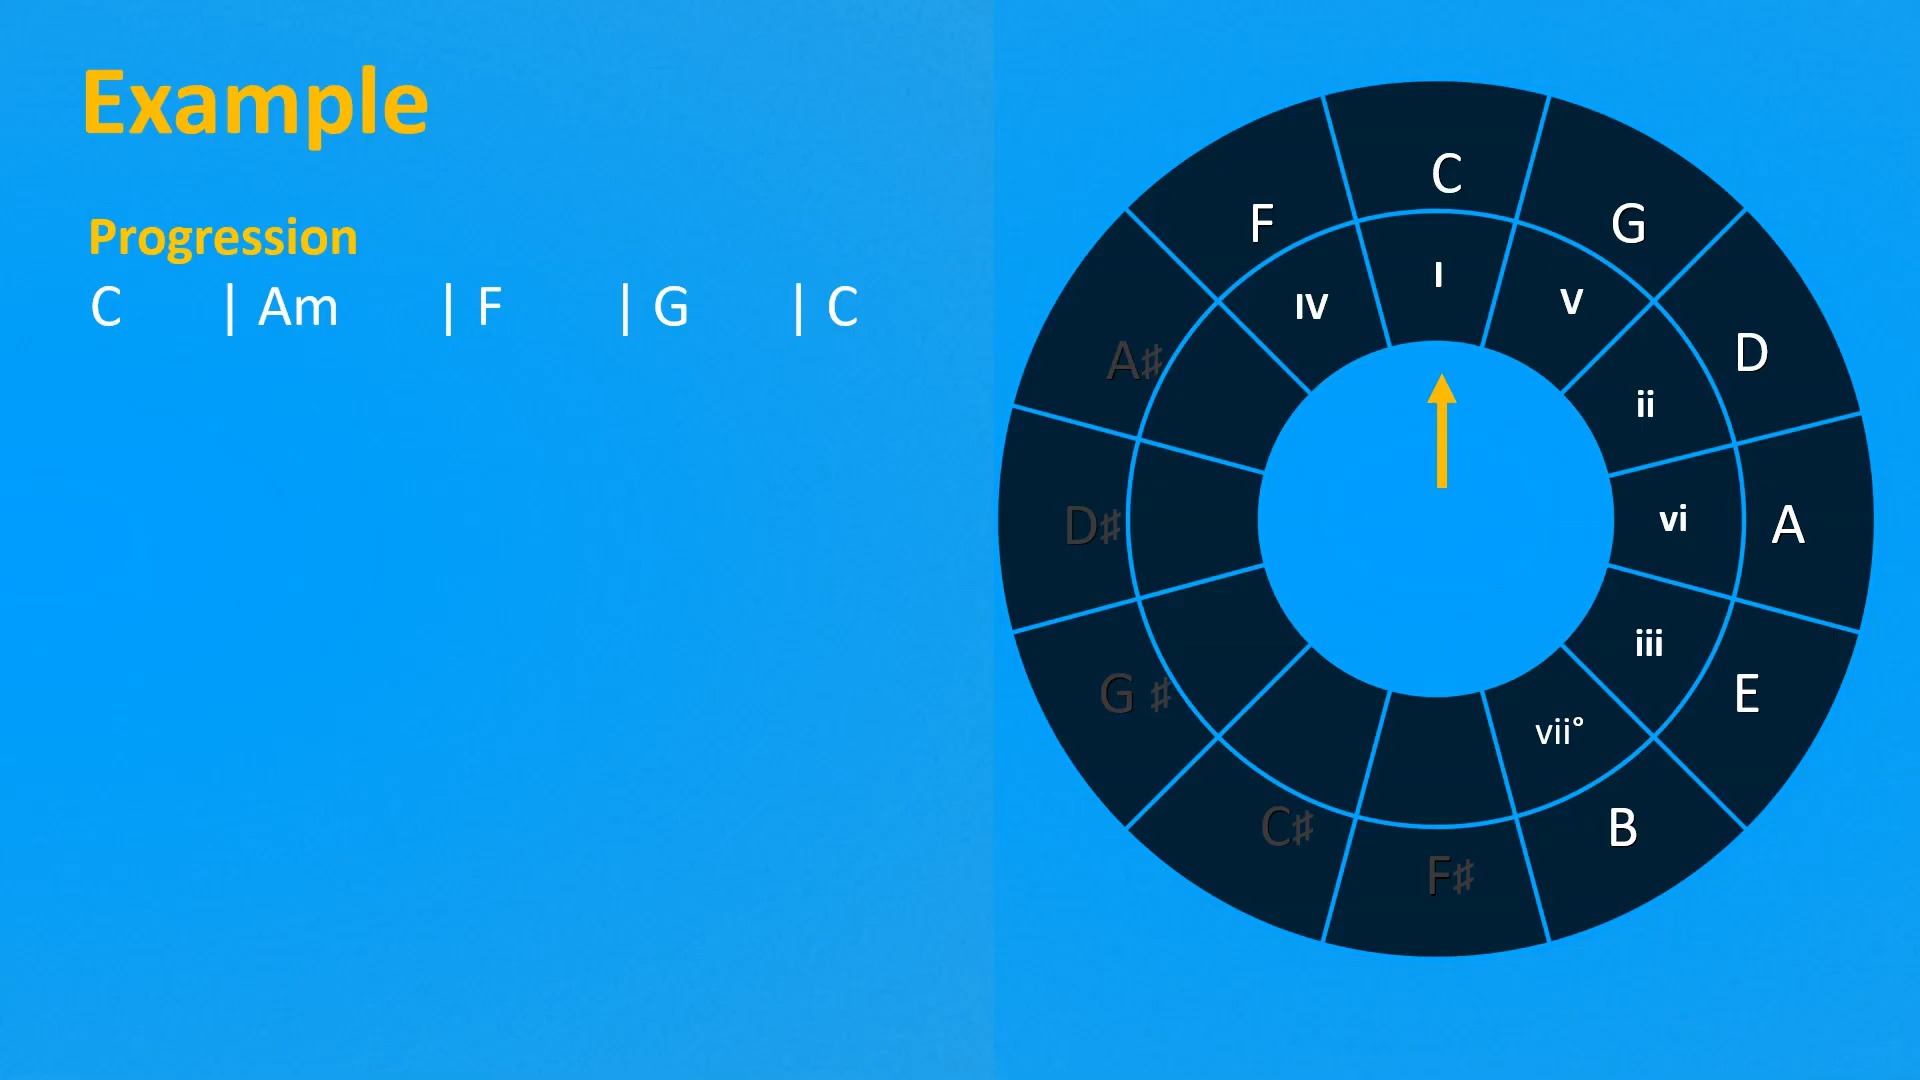 Example
Progression
C | Am | F | G | C
C
G
D
A
E
B
F♯
C♯
G ♯
D♯
A♯
F
I
V
ii
vi
iii
vii°
IV